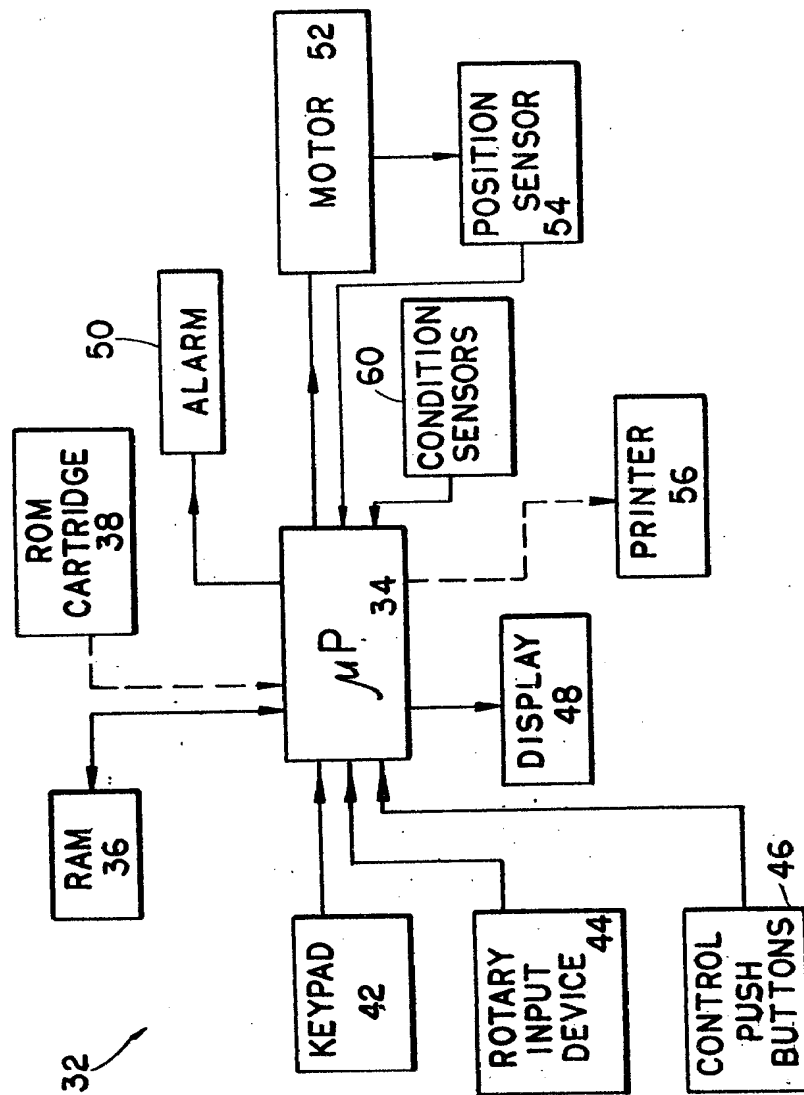 32
RAM
36
ROM
CARTRIDGE
38
50
ALARM
KEYPAD
42
ROTARY
INPUT
DEVICE
44
CONTROL
PUSH
BUTTONS
46
μP
34
DISPLAY
48
60
CONDITION
SENSORS
PRINTER
56
MOTOR
52
POSITION
SENSOR
54